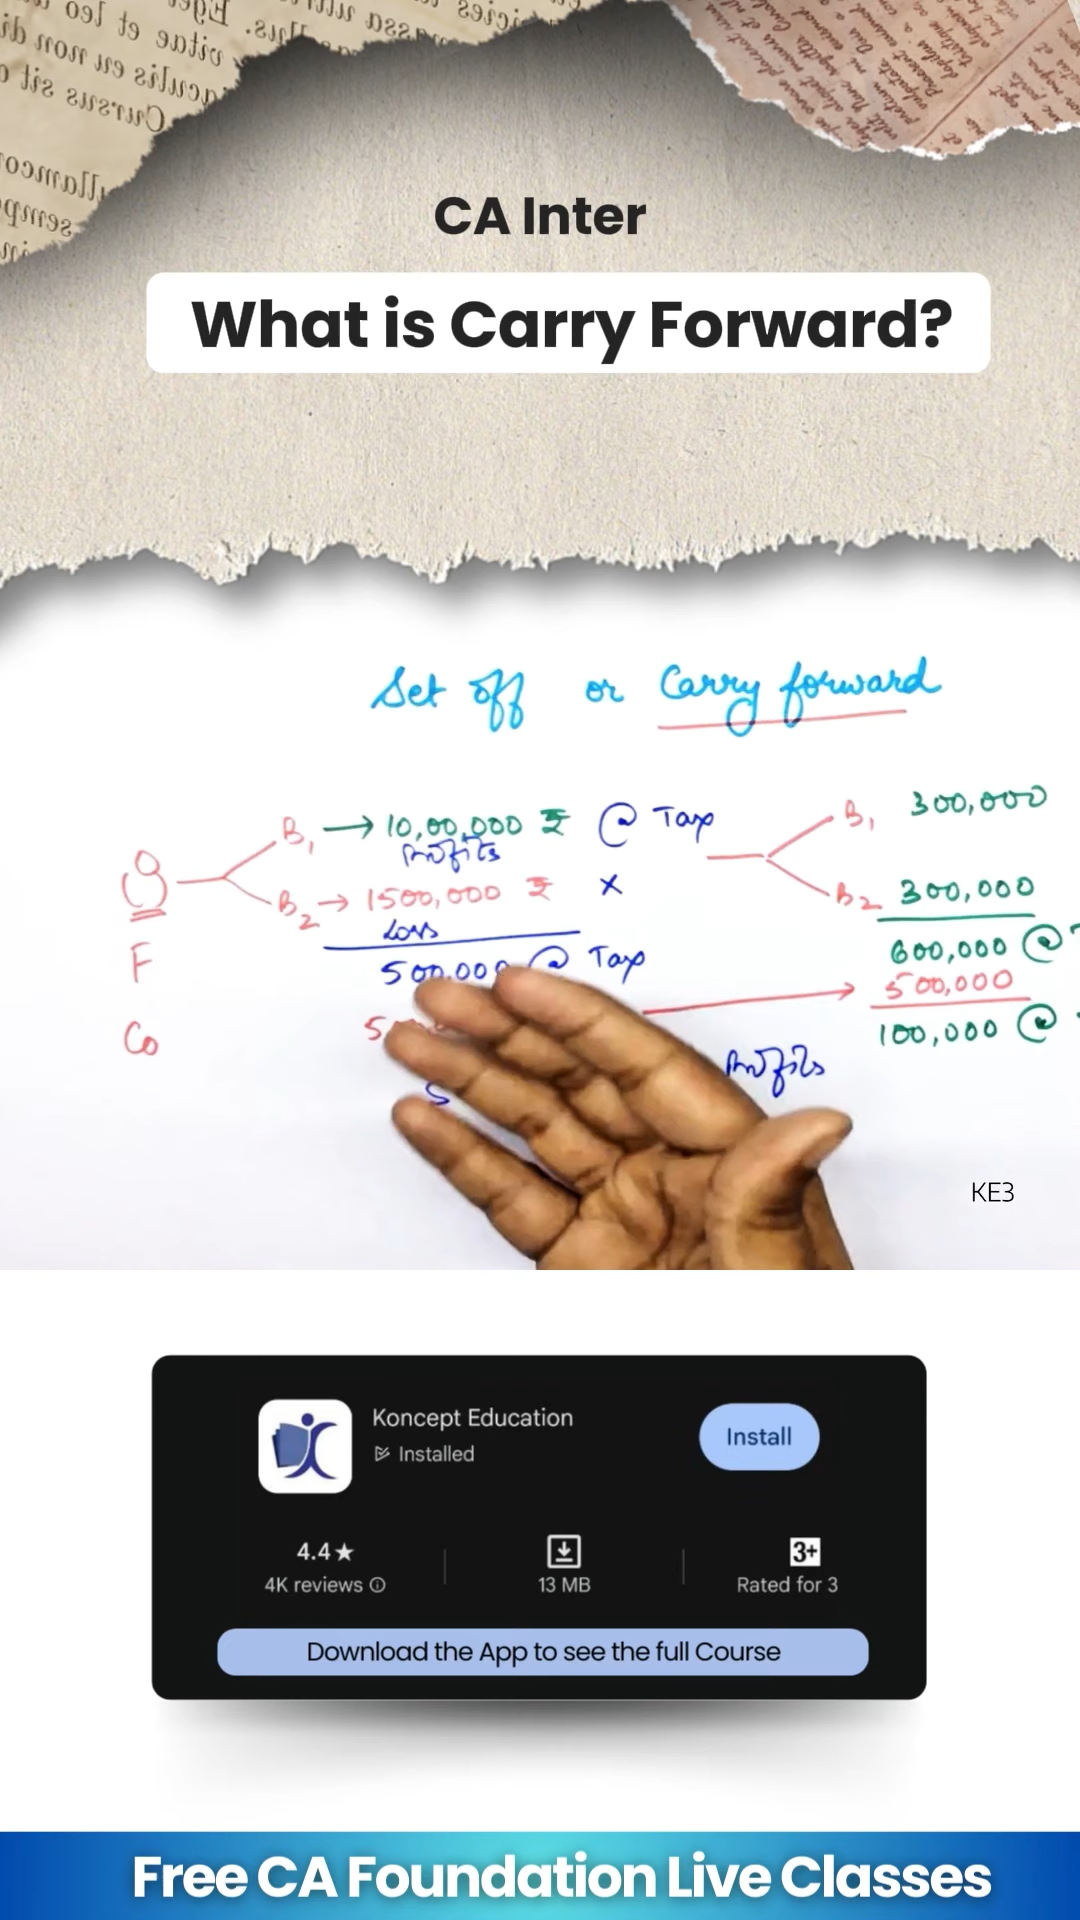 CA Inter
What is Carry Forward?
Set off or Carry forward
B1 → 10,00,000 ₹ @ Tax
Profits
B2 → 1500,000 ₹ x
Loss
500,000 @ Tax
F
Co
B1 300,000
B2 300,000
600,000 @
500,000
100,000 @
Profits
KE3
Koncept Education
Installed
Install
4.4★
4K reviews
13 MB
3+
Rated for 3
Download the App to see the full Course
Free CA Foundation Live Classes